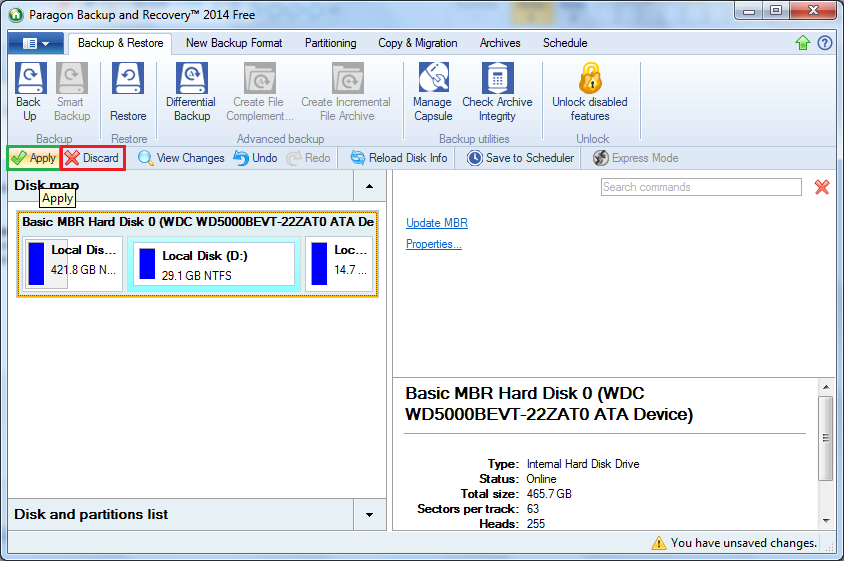 Paragon Backup and Recovery™ 2014 Free
Backup & Restore New Backup Format Partitioning Copy & Migration Archives Schedule
Back Up
Smart Backup
Restore
Differential Backup
Create File Complement...
Create Incremental File Archive
Manage Capsule
Check Archive Integrity
Unlock disabled features
Backup Restore Advanced backup Backup utilities Unlock
Apply Discard View Changes Undo Redo Reload Disk Info Save to Scheduler Express Mode
Disk map
Apply
Search commands
Basic MBR Hard Disk 0 (WDC WD5000BEVT-22ZAT0 ATA De
Local Dis...
421.8 GB N...
Local Disk (D:)
29.1 GB NTFS
Loc...
14.7 ...
Update MBR
Properties...
Basic MBR Hard Disk 0 (WDC
WD5000BEVT-22ZAT0 ATA Device)
Type: Internal Hard Disk Drive
Status: Online
Total size: 465.7 GB
Sectors per track: 63
Heads: 255
Disk and partitions list
You have unsaved changes.